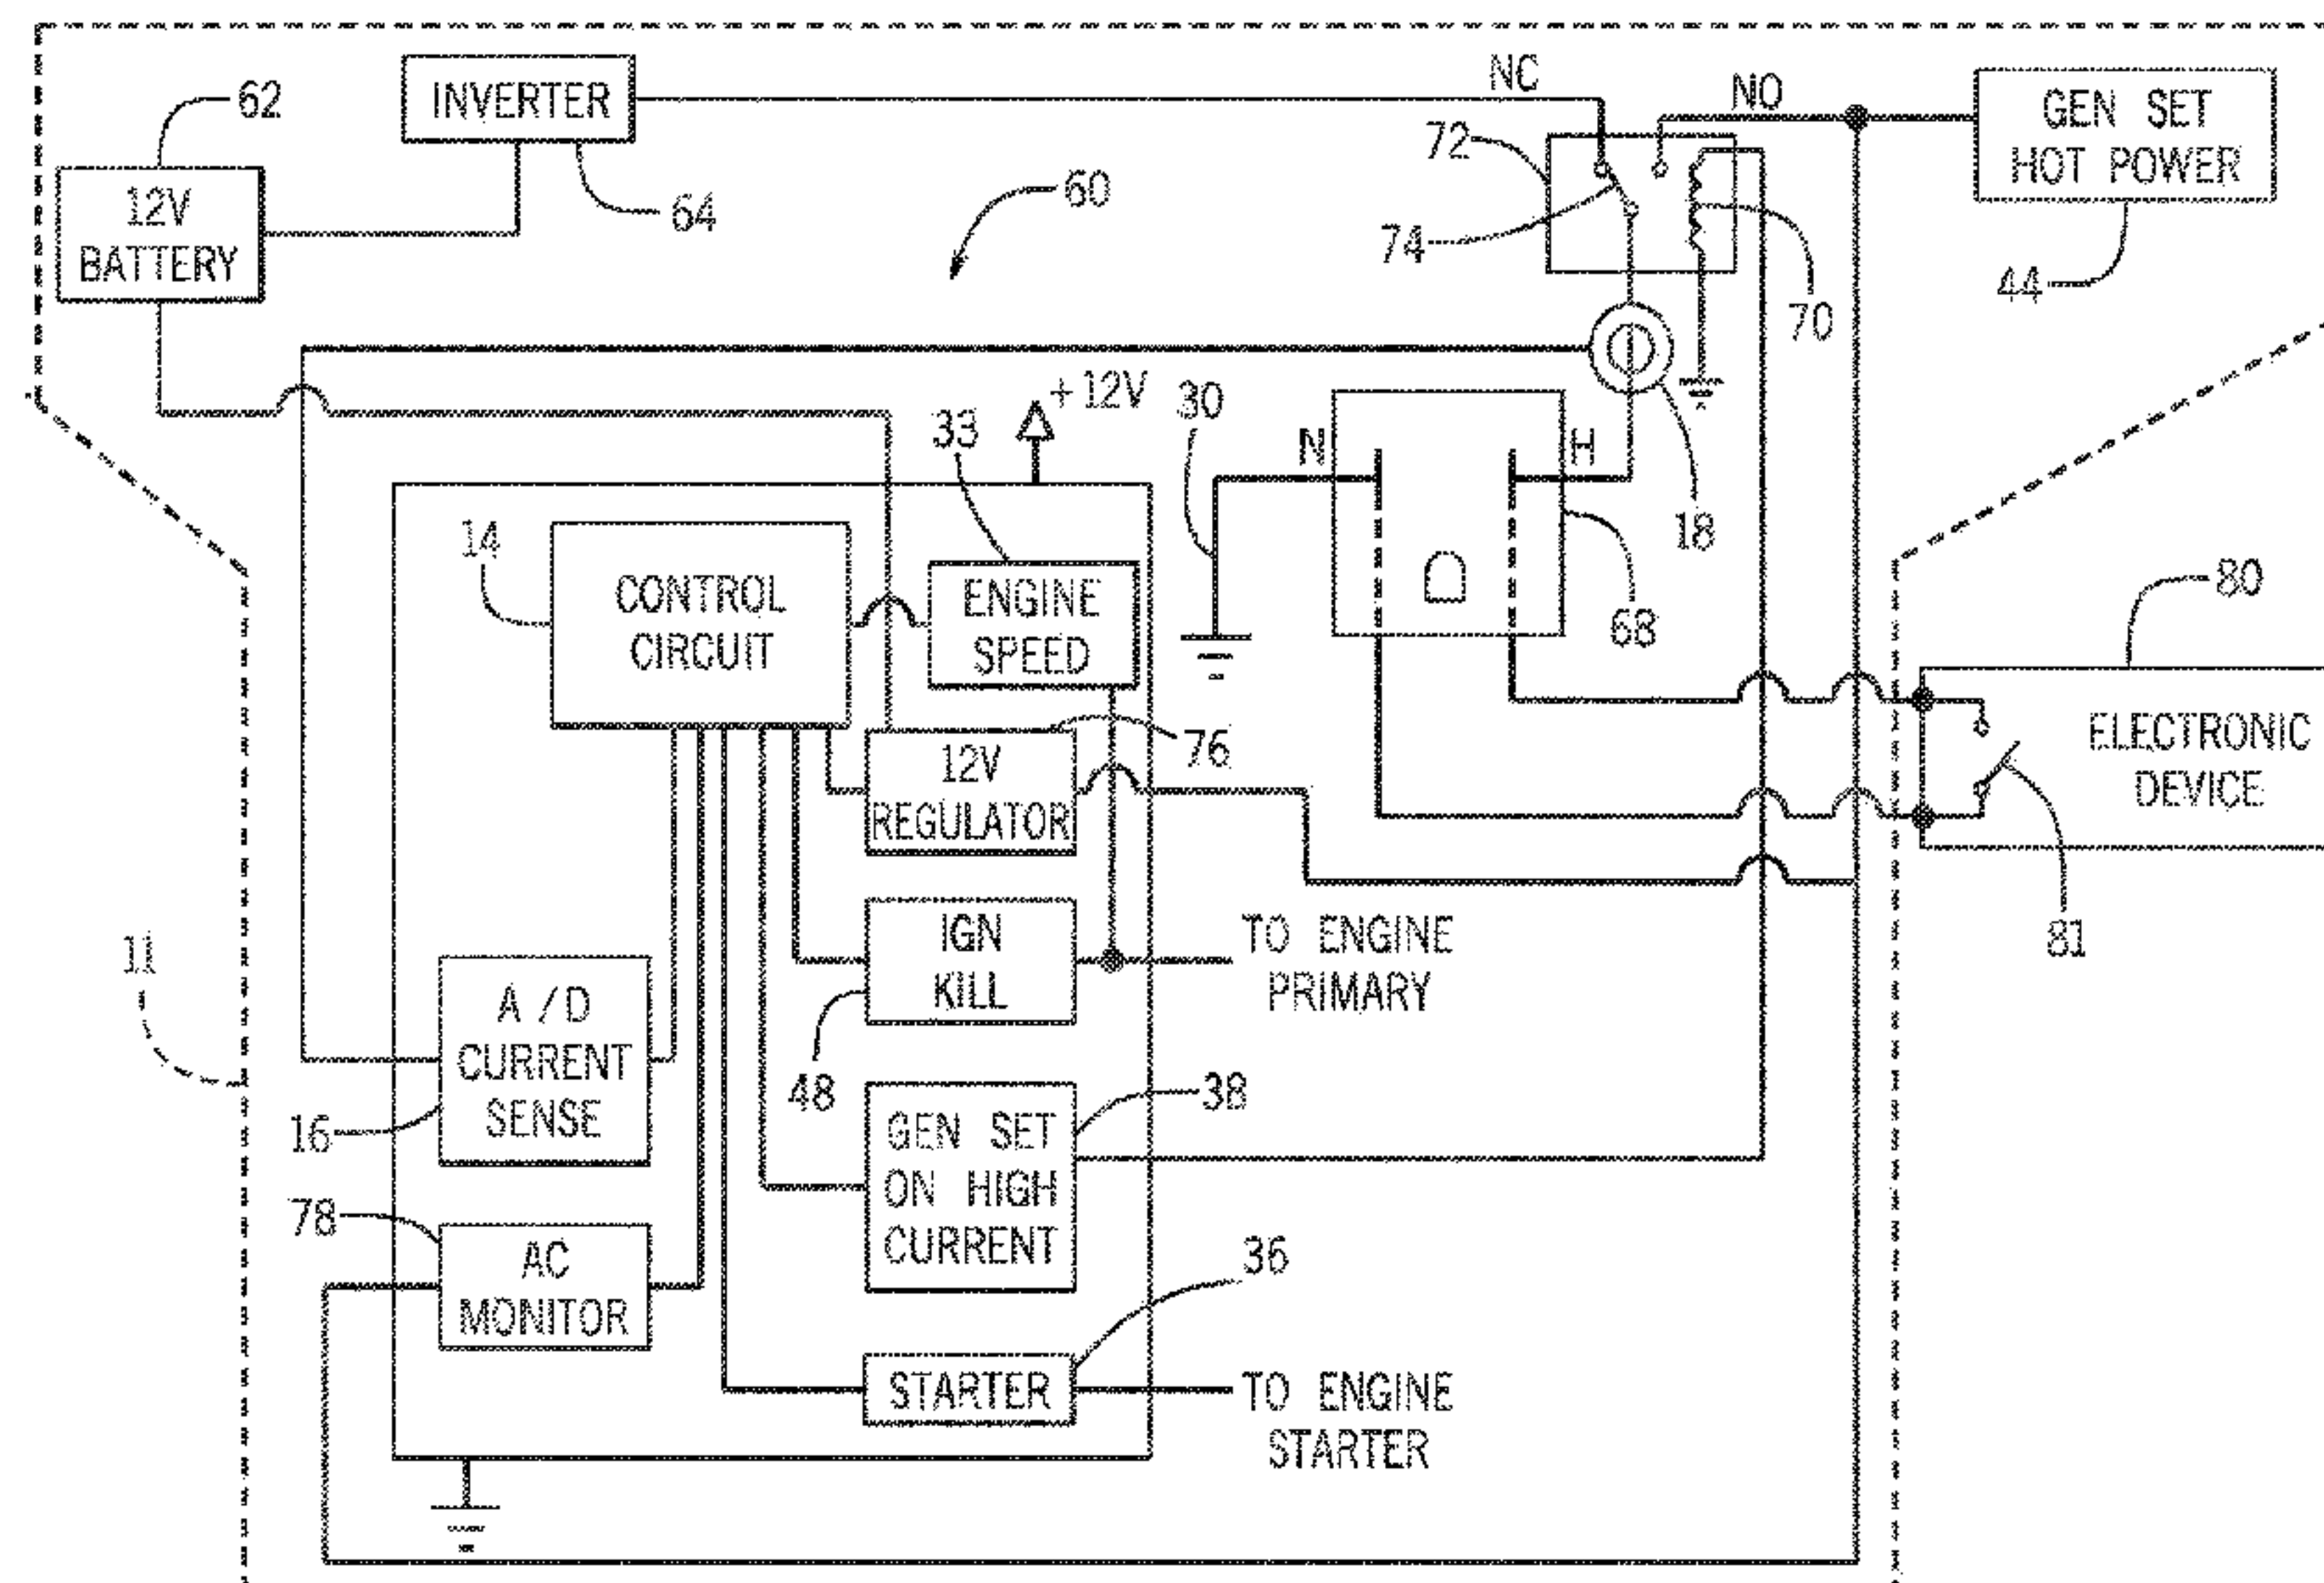 NC
INVERTER
62
NO
GEN SET
HOT POWER
72
12V
BATTERY
64
60
74
44
70
+12V
30
33
N
H
14
18
CONTROL
CIRCUIT
ENGINE
SPEED
68
80
76
12V
REGULATOR
ELECTRONIC
DEVICE
11
IGN
KILL
TO ENGINE
PRIMARY
81
A/D
CURRENT
SENSE
48
38
16
GEN SET
ON HIGH
CURRENT
78
AC
MONITOR
36
STARTER
TO ENGINE
STARTER